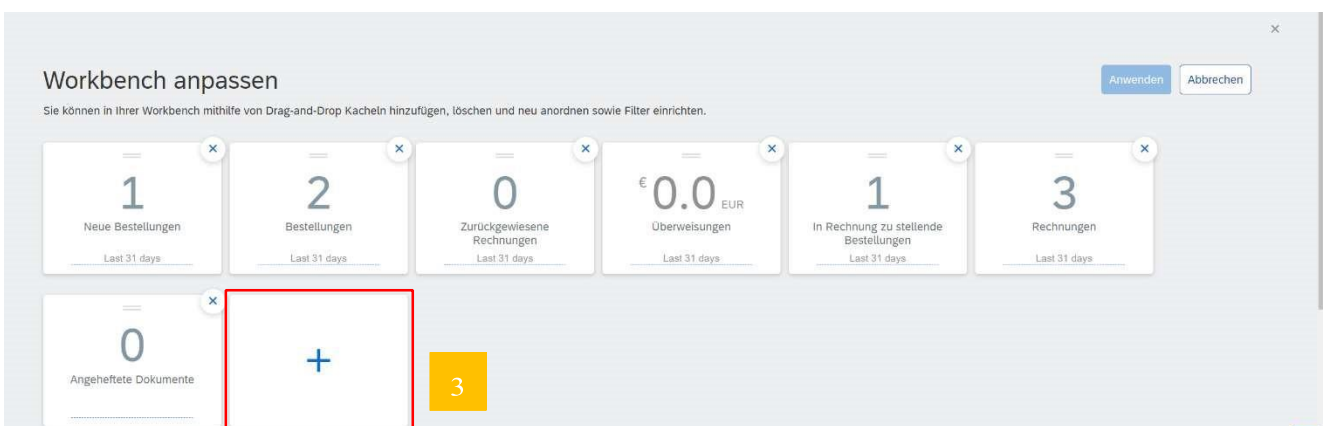 ×
Workbench anpassen
Anwenden
Abbrechen
Sie können in Ihrer Workbench mithilfe von Drag-and-Drop Kacheln hinzufügen, löschen und neu anordnen sowie Filter einrichten.
1
Neue Bestellungen
Last 31 days
2
Bestellungen
Last 31 days
0
Zurückgewiesene
Rechnungen
Last 31 days
€ 0.0 EUR
Überweisungen
Last 31 days
1
In Rechnung zu stellende
Bestellungen
Last 31 days
3
Rechnungen
Last 31 days
0
Angeheftete Dokumente
+
3